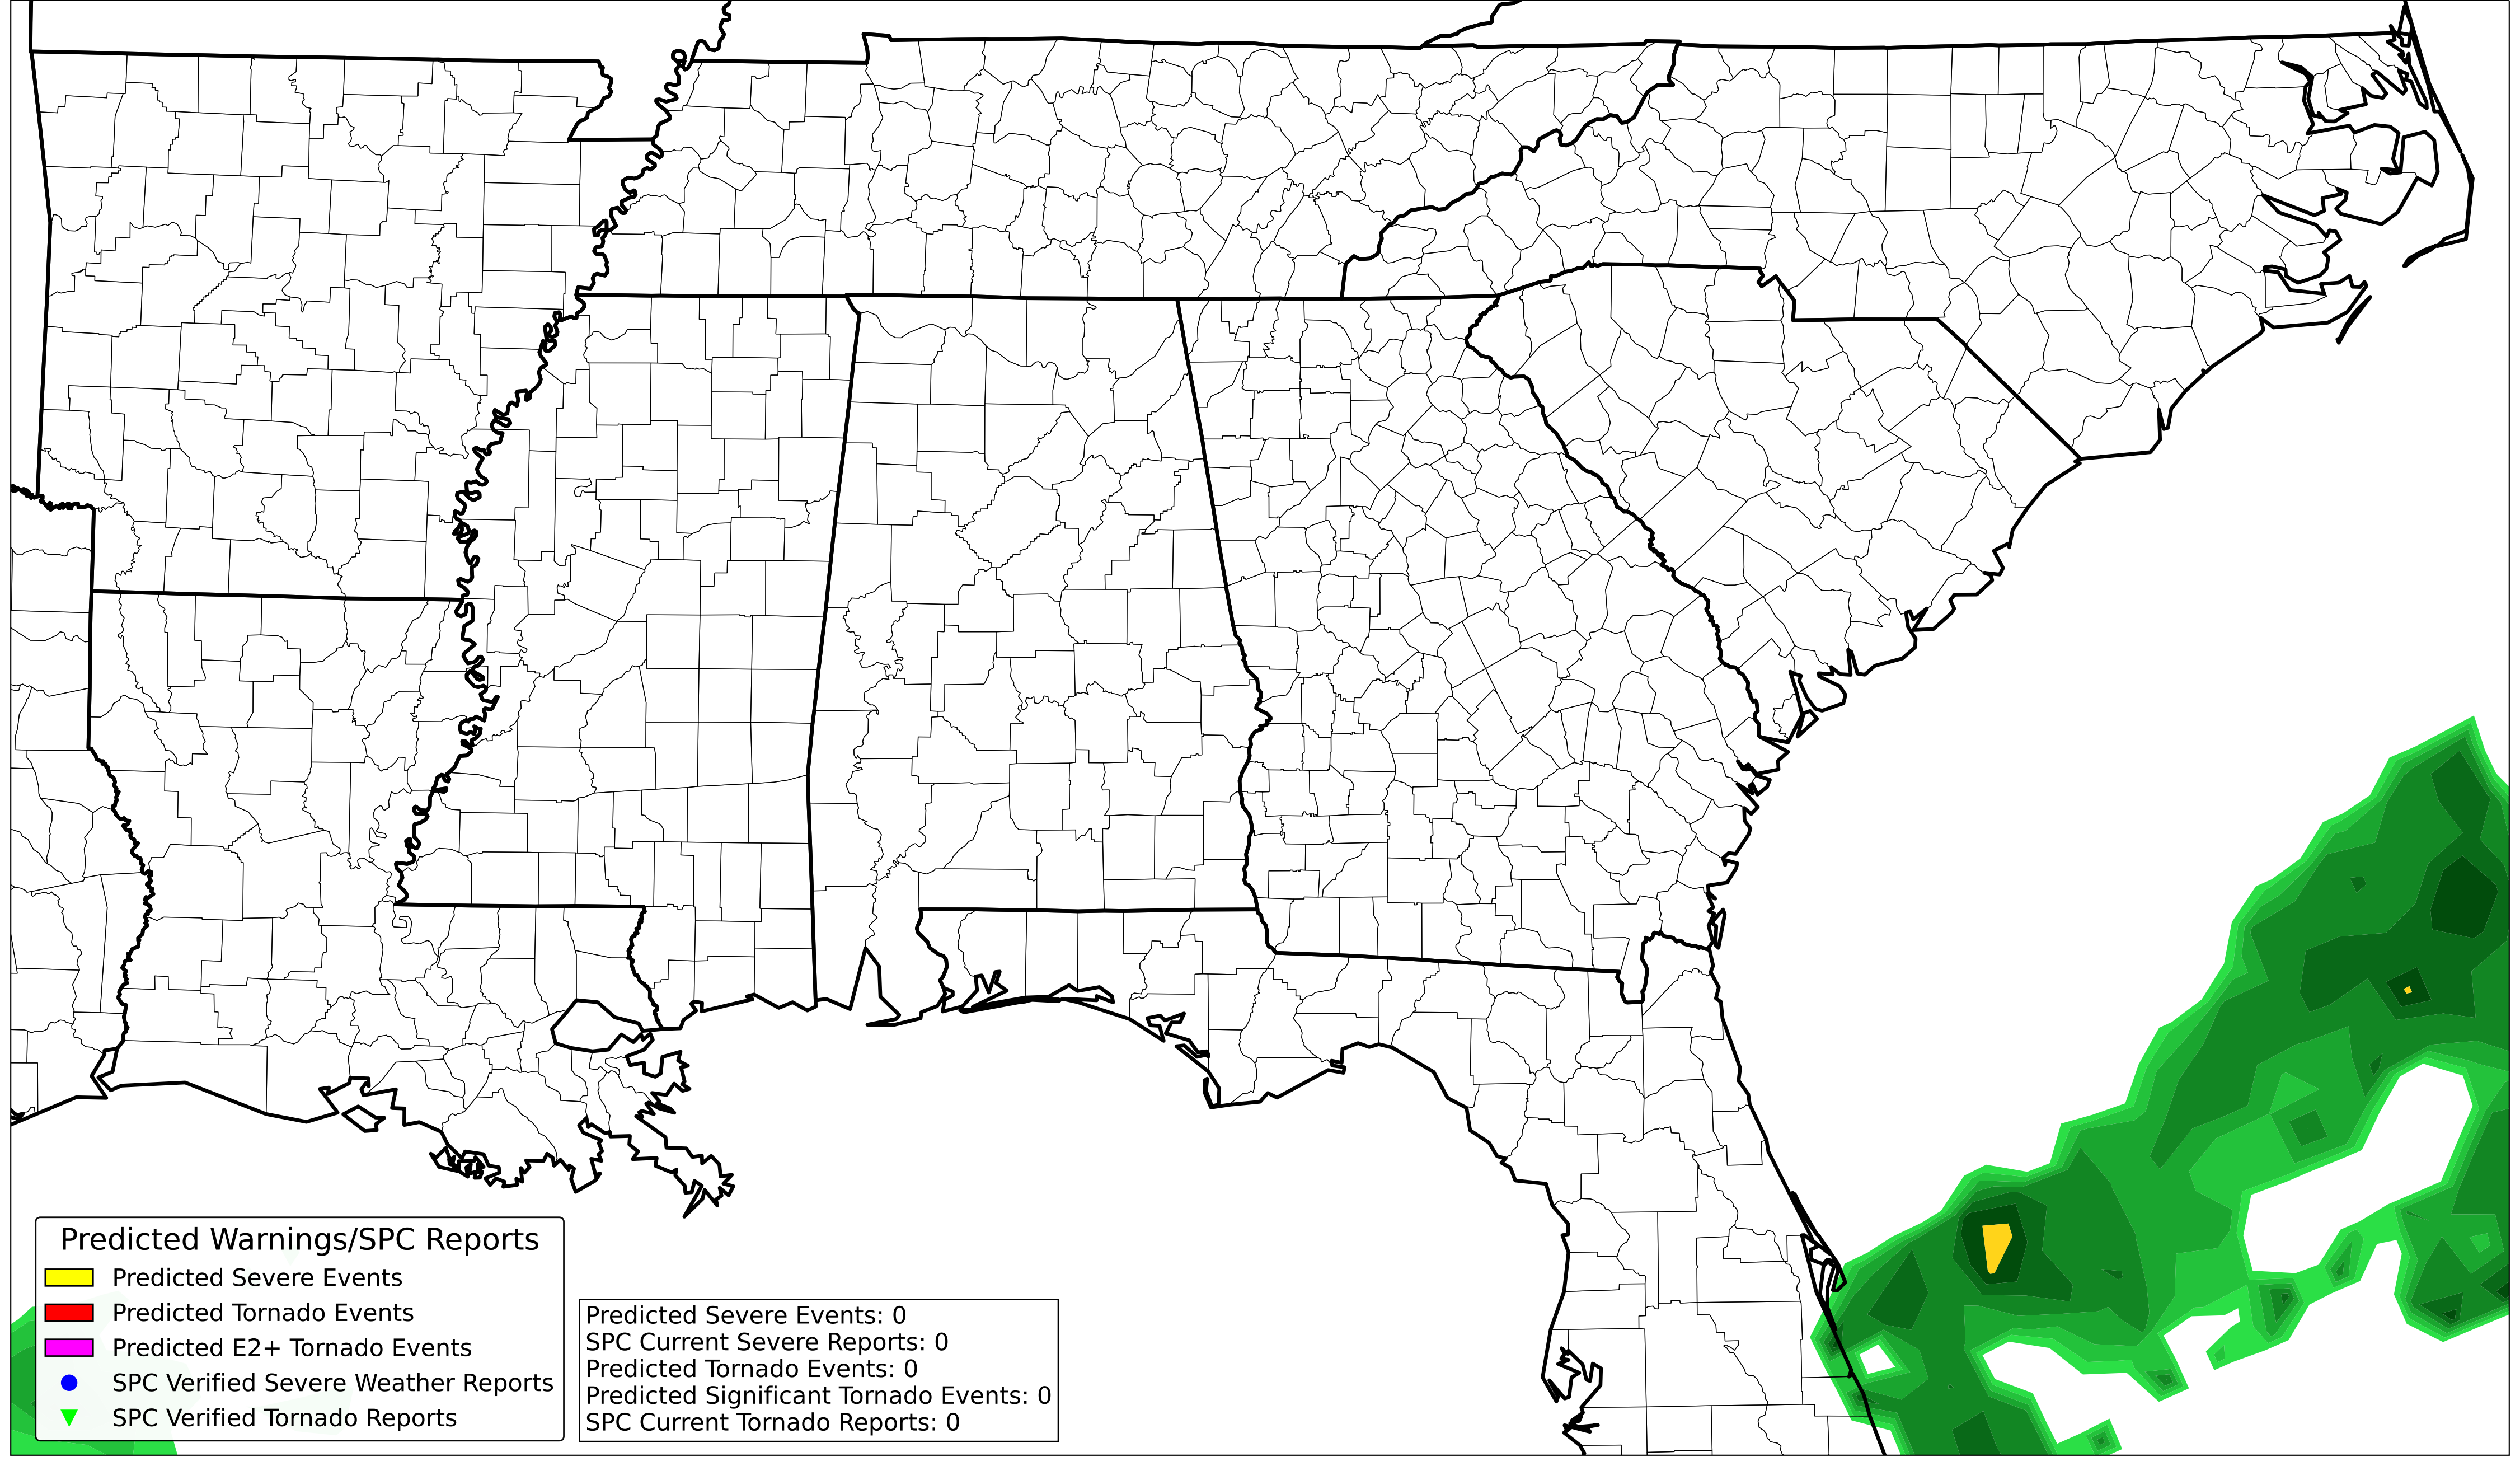 Predicted Warnings/SPC Reports
Predicted Severe Events
Predicted Tornado Events
Predicted E2+ Tornado Events
SPC Verified Severe Weather Reports
SPC Verified Tornado Reports
Predicted Severe Events: 0
SPC Current Severe Reports: 0
Predicted Tornado Events: 0
Predicted Significant Tornado Events: 0
SPC Current Tornado Reports: 0